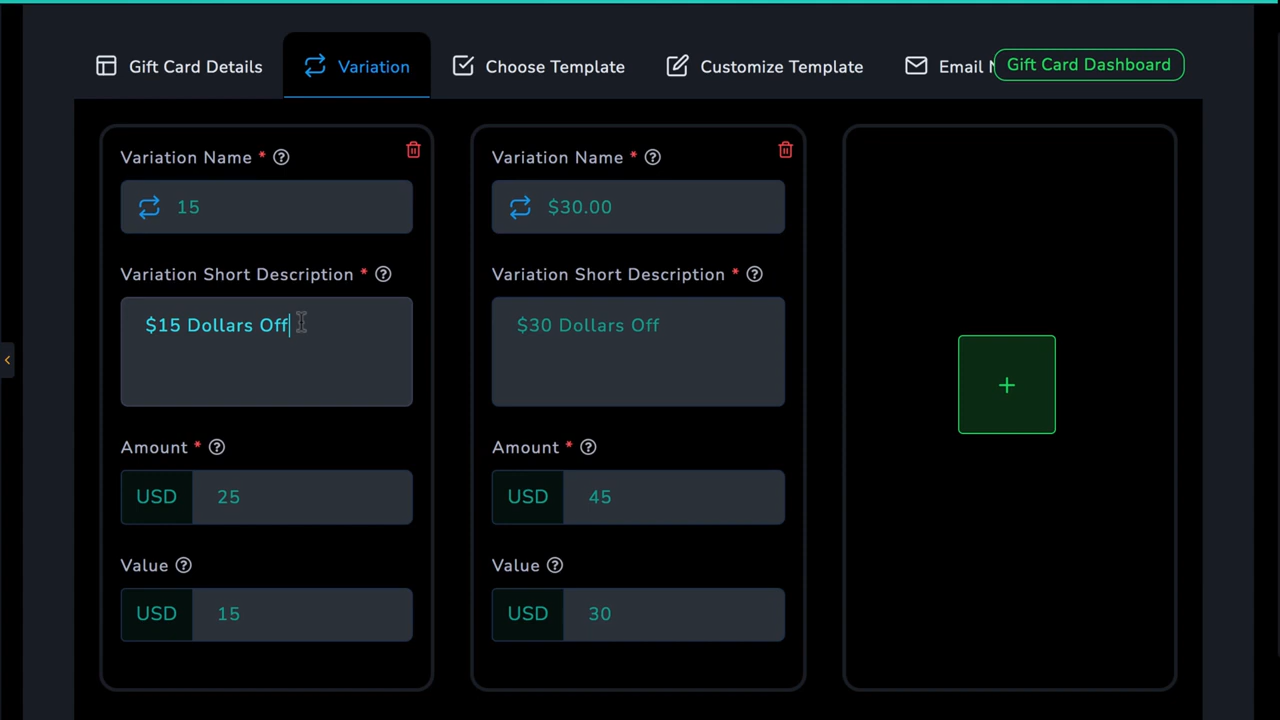 Gift Card Details
Variation
Choose Template
Customize Template
Email
Gift Card Dashboard
Variation Name *
15
Variation Short Description *
$15 Dollars Off
Amount *
USD 25
Value
USD 15
Variation Name *
$30.00
Variation Short Description *
$30 Dollars Off
Amount *
USD 45
Value
USD 30
+